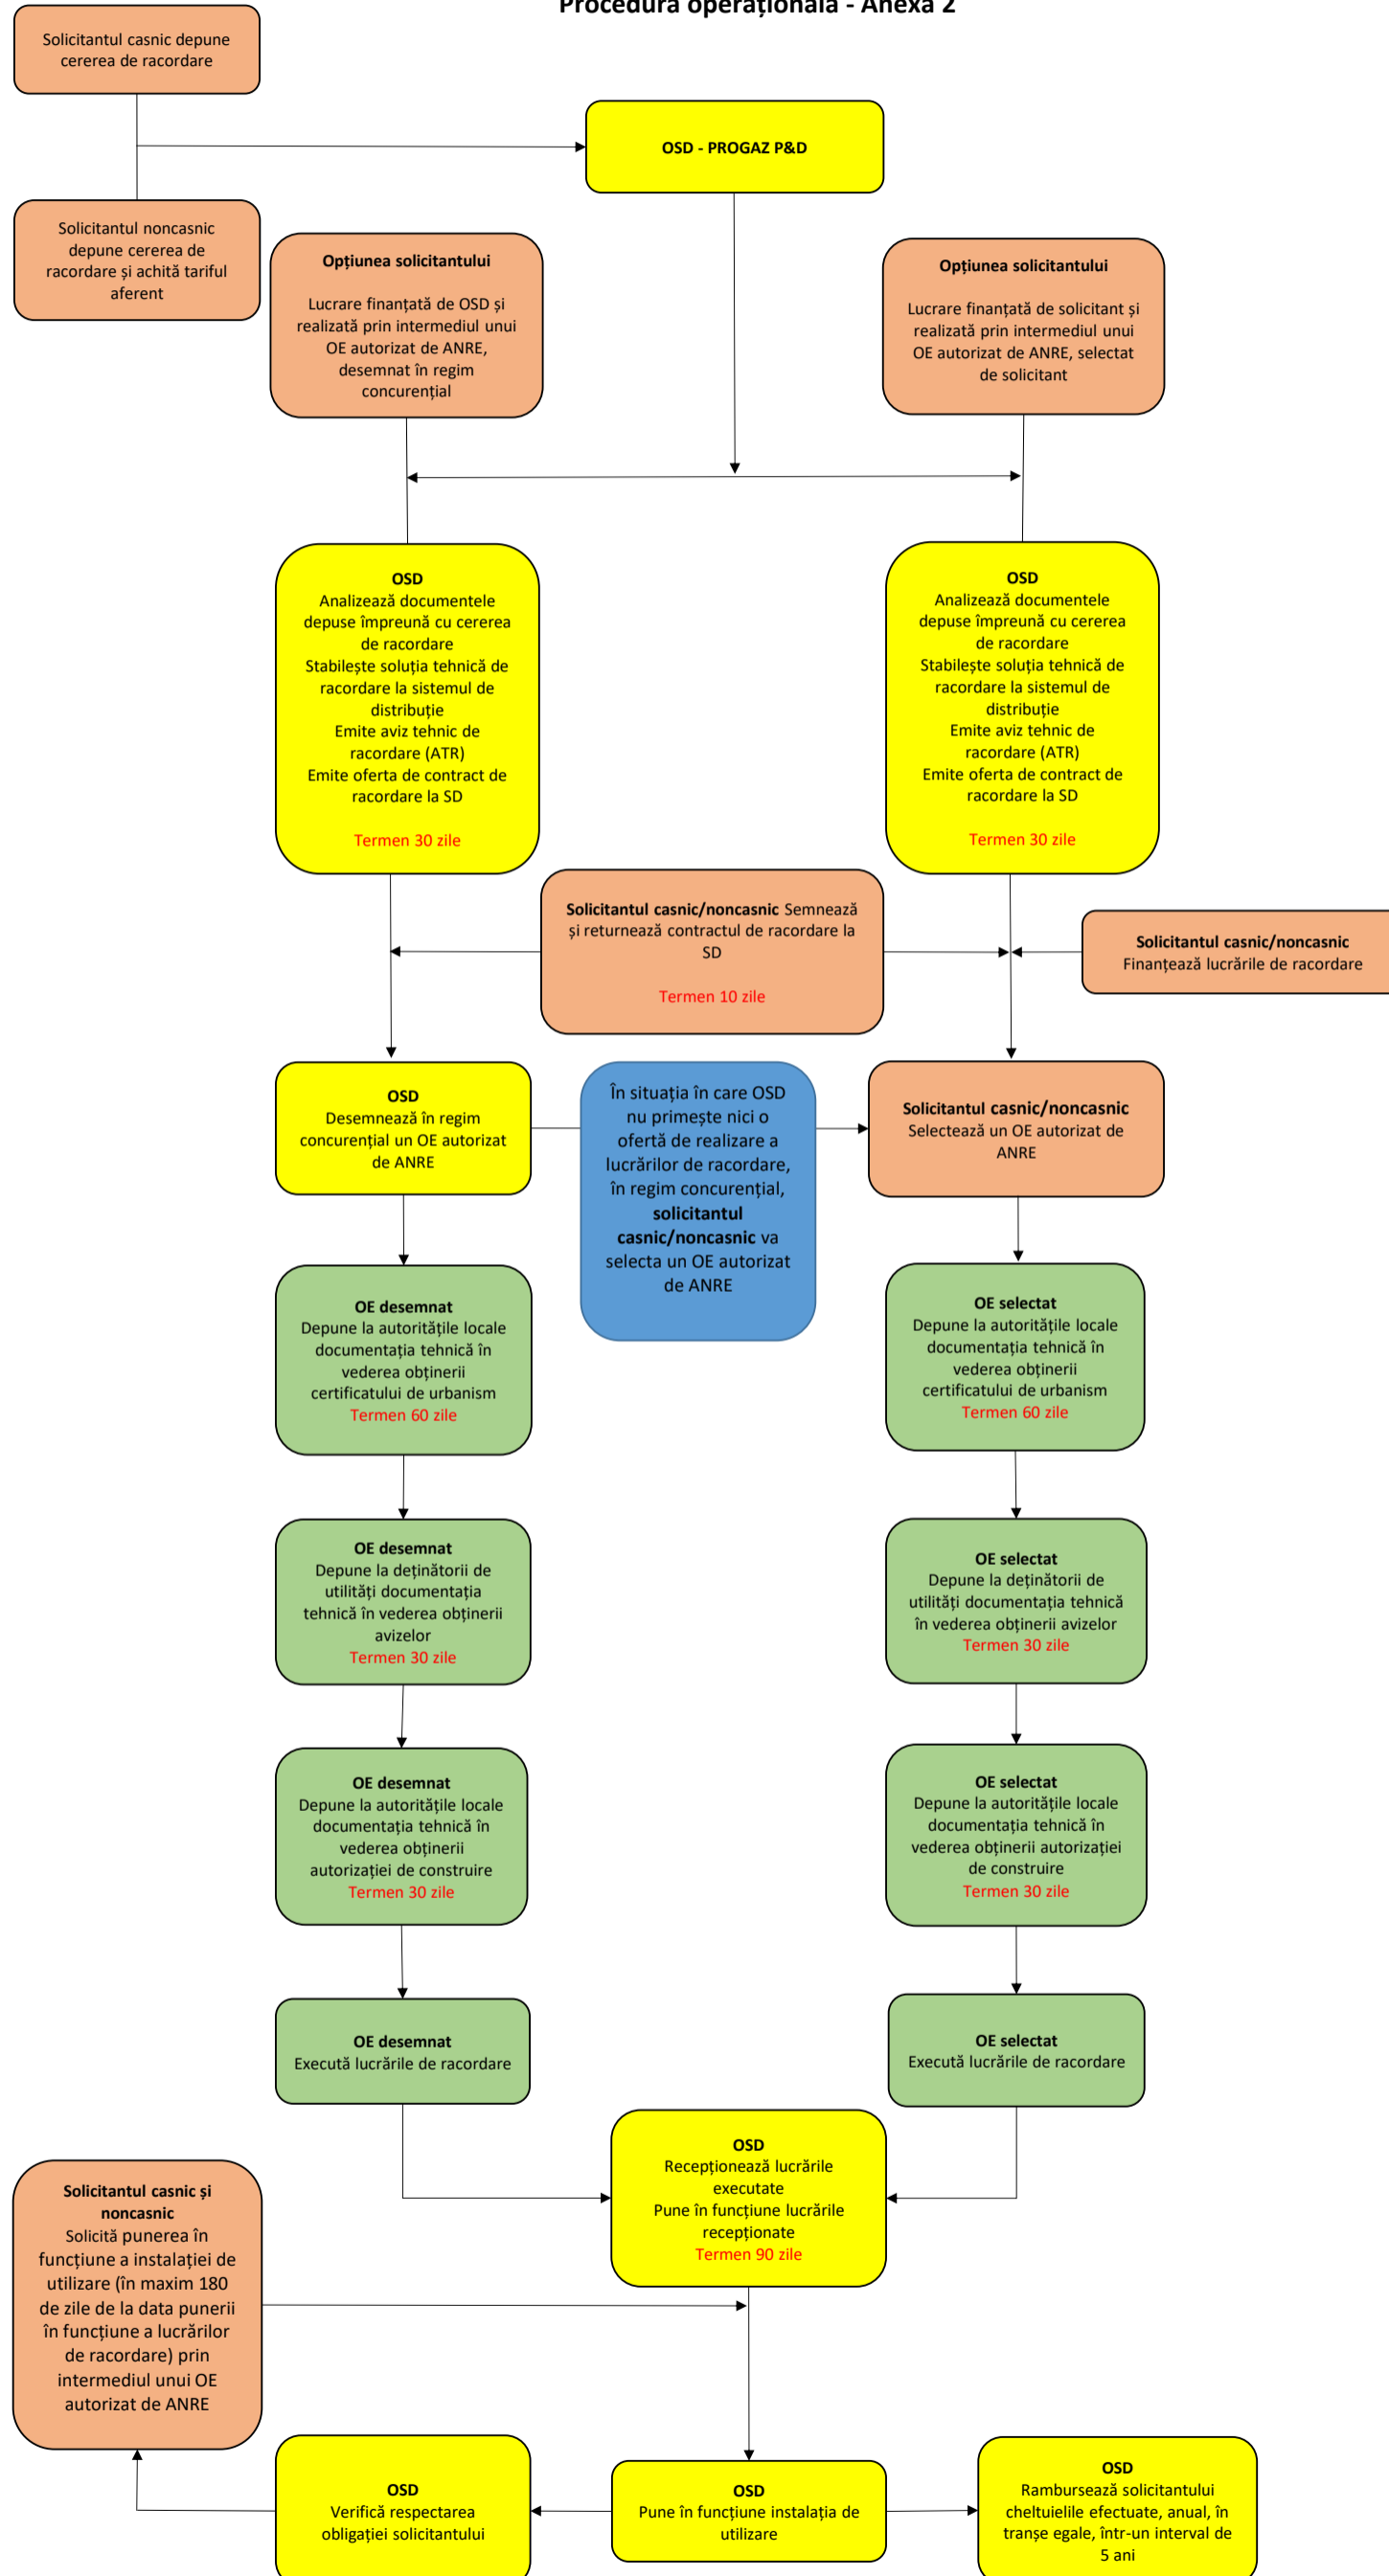 Procedura operațională - Anexa 2
Solicitantul casnic depune
cererea de racordare
OSD - PROGAZ P&D
Solicitantul noncasnic
depune cererea de
racordare și achită tariful
aferent
Opțiunea solicitantului
Lucrare finanțată de OSD și
realizată prin intermediul unui
OE autorizat de ANRE,
desemnat în regim
concurențial
Opțiunea solicitantului
Lucrare finanțată de solicitant și
realizată prin intermediul unui
OE autorizat de ANRE, selectat
de solicitant
OSD
Analizează documentele
depuse împreună cu cererea
de racordare
Stabilește soluția tehnică de
racordare la sistemul de
distribuție
Emite aviz tehnic de
racordare (ATR)
Emite oferta de contract de
racordare la SD
Termen 30 zile
OSD
Analizează documentele
depuse împreună cu cererea
de racordare
Stabilește soluția tehnică de
racordare la sistemul de
distribuție
Emite aviz tehnic de
racordare (ATR)
Emite oferta de contract de
racordare la SD
Termen 30 zile
Solicitantul casnic/noncasnic Semnează
și returnează contractul de racordare la
SD
Termen 10 zile
Solicitantul casnic/noncasnic
Finanțează lucrările de racordare
OSD
Desemnează în regim
concurențial un OE autorizat
de ANRE
În situația în care OSD
nu primește nici o
ofertă de realizare a
lucrărilor de racordare,
în regim concurențial,
solicitantul
casnic/noncasnic va
selecta un OE autorizat
de ANRE
Solicitantul casnic/noncasnic
Selectează un OE autorizat de
ANRE
OE desemnat
Depune la autoritățile locale
documentația tehnică în
vederea obținerii
certificatului de urbanism
Termen 60 zile
OE selectat
Depune la autoritățile locale
documentația tehnică în
vederea obținerii
certificatului de urbanism
Termen 60 zile
OE desemnat
Depune la deținătorii de
utilități documentația
tehnică în vederea obținerii
avizelor
Termen 30 zile
OE selectat
Depune la deținătorii de
utilități documentația tehnică
în vederea obținerii avizelor
Termen 30 zile
OE desemnat
Depune la autoritățile locale
documentația tehnică în
vederea obținerii
autorizației de construire
Termen 30 zile
OE selectat
Depune la autoritățile locale
documentația tehnică în
vederea obținerii autorizației
de construire
Termen 30 zile
OE desemnat
Execută lucrările de racordare
OE selectat
Execută lucrările de racordare
OSD
Recepționează lucrările
executate
Pune în funcțiune lucrările
recepționate
Termen 90 zile
Solicitantul casnic și
noncasnic
Solicită punerea în
funcțiune a instalației de
utilizare (în maxim 180
de zile de la data punerii
în funcțiune a lucrărilor
de racordare) prin
intermediul unui OE
autorizat de ANRE
OSD
Verifică respectarea
obligației solicitantului
OSD
Pune în funcțiune instalația de
utilizare
OSD
Rambursează solicitantului
cheltuielile efectuate, anual, în
tranșe egale, într-un interval de
5 ani